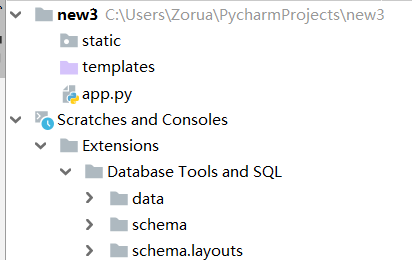 new3 C:\Users\Zorua\PycharmProjects\new3
static
templates
app.py
Scratches and Consoles
Extensions
Database Tools and SQL
data
schema
schema.layouts